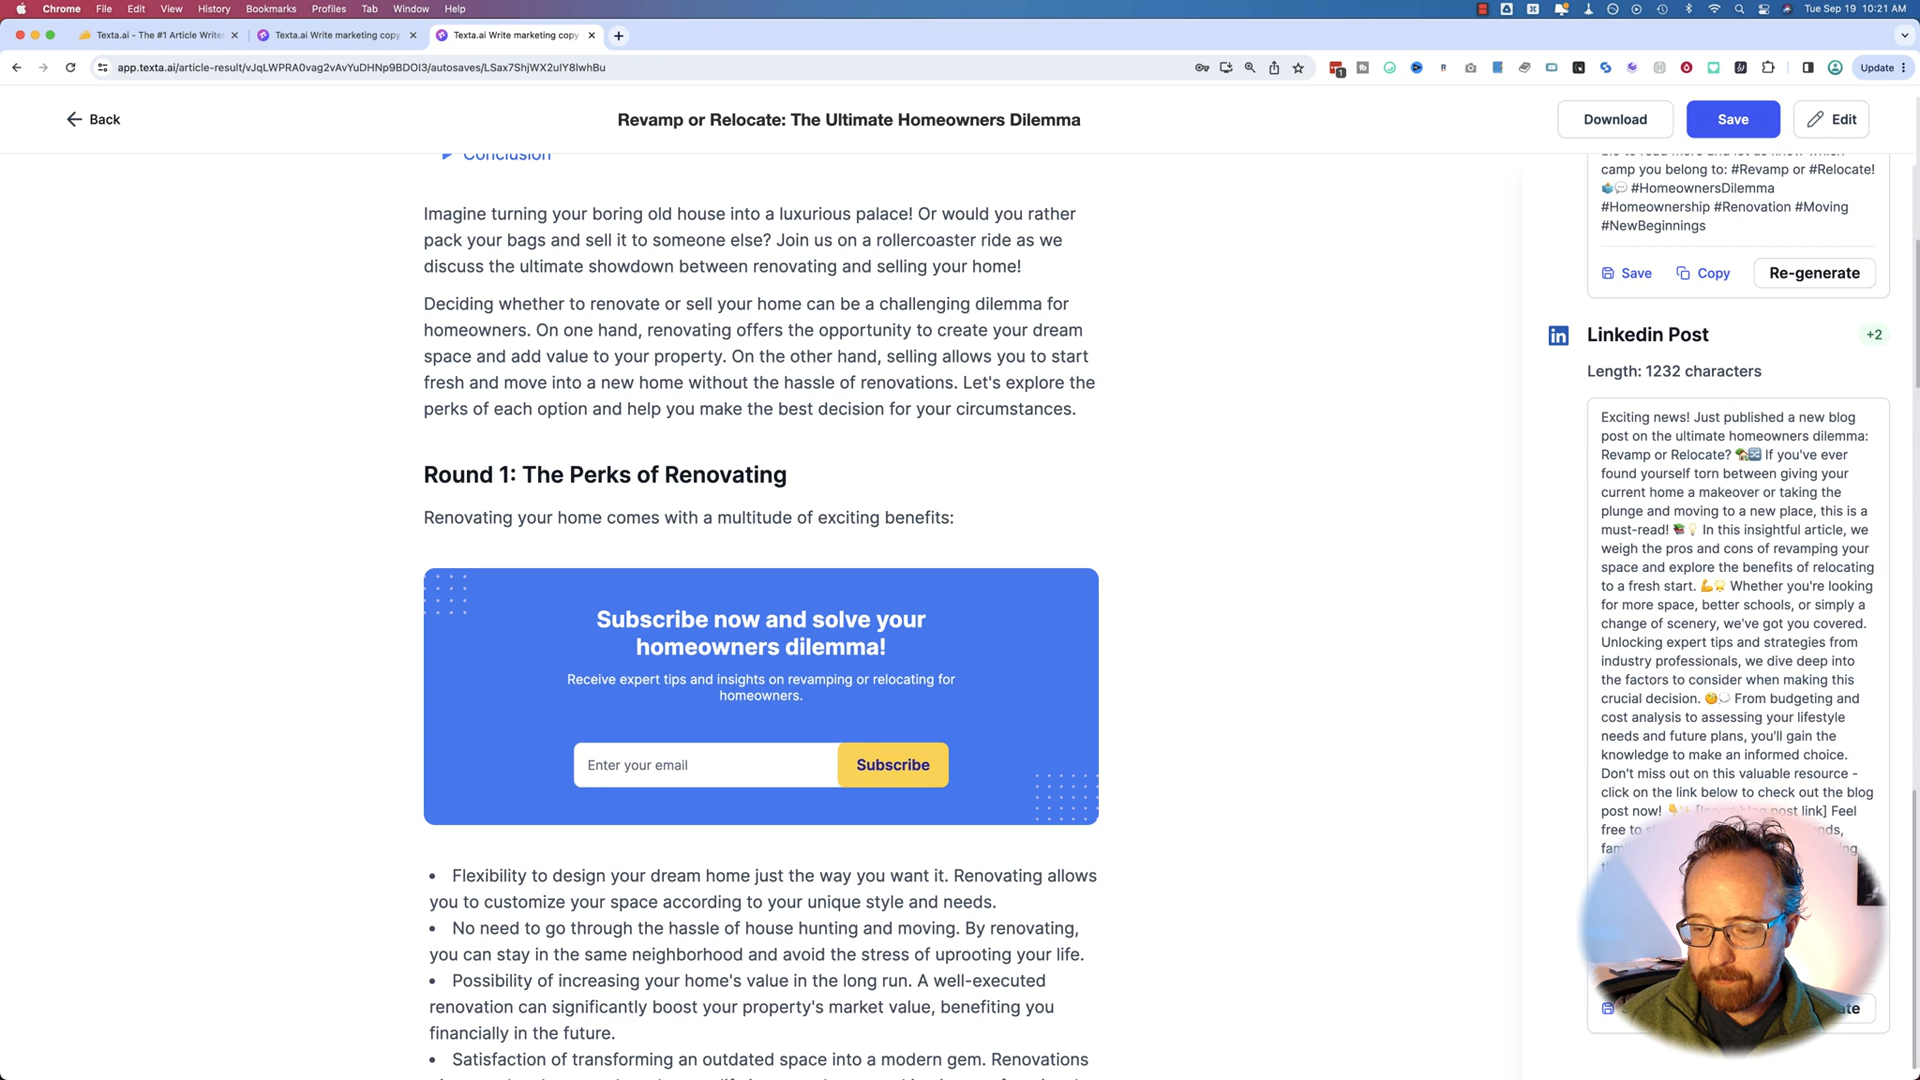 Chrome File Edit View History Bookmarks Profiles Tab Window Help
Tue Sep 19 10:21 AM
Texta.ai - The #1 Article Write
Texta.ai Write marketing copy
Texta.ai Write marketing copy
app.texta.ai/article-result/vJqLWPRA0vag2vAvYuDHNp9BDOI3/autosaves/LSax7ShjWX2uIY8lwhBu
1
Update
Back
Revamp or Relocate: The Ultimate Homeowners Dilemma
Download
Save
Edit
Conclusion
Imagine turning your boring old house into a luxurious palace! Or would you rather
pack your bags and sell it to someone else? Join us on a rollercoaster ride as we
discuss the ultimate showdown between renovating and selling your home!
Deciding whether to renovate or sell your home can be a challenging dilemma for
homeowners. On one hand, renovating offers the opportunity to create your dream
space and add value to your property. On the other hand, selling allows you to start
fresh and move into a new home without the hassle of renovations. Let's explore the
perks of each option and help you make the best decision for your circumstances.
Round 1: The Perks of Renovating
Renovating your home comes with a multitude of exciting benefits:
Subscribe now and solve your
homeowners dilemma!
Receive expert tips and insights on revamping or relocating for
homeowners.
Enter your email
Subscribe
• Flexibility to design your dream home just the way you want it. Renovating allows
you to customize your space according to your unique style and needs.
• No need to go through the hassle of house hunting and moving. By renovating,
you can stay in the same neighborhood and avoid the stress of uprooting your life.
• Possibility of increasing your home's value in the long run. A well-executed
renovation can significantly boost your property's market value, benefiting you
financially in the future.
• Satisfaction of transforming an outdated space into a modern gem. Renovations
camp you belong to: #Revamp or #Relocate!
🗳️💬 #HomeownersDilemma
#Homeownership #Renovation #Moving
#NewBeginnings
Save
Copy
Re-generate
Linkedin Post
+2
Length: 1232 characters
Exciting news! Just published a new blog
post on the ultimate homeowners dilemma:
Revamp or Relocate? 🏡🔀 If you've ever
found yourself torn between giving your
current home a makeover or taking the
plunge and moving to a new place, this is a
must-read! 📚💡 In this insightful article, we
weigh the pros and cons of revamping your
space and explore the benefits of relocating
to a fresh start. 💪🌟 Whether you're looking
for more space, better schools, or simply a
change of scenery, we've got you covered.
Unlocking expert tips and strategies from
industry professionals, we dive deep into
the factors to consider when making this
crucial decision. 🧐💭 From budgeting and
cost analysis to assessing your lifestyle
needs and future plans, you'll gain the
knowledge to make an informed choice.
Don't miss out on this valuable resource -
click on the link below to check out the blog
post now! 👇✨ [Insert blog post link] Feel
free to